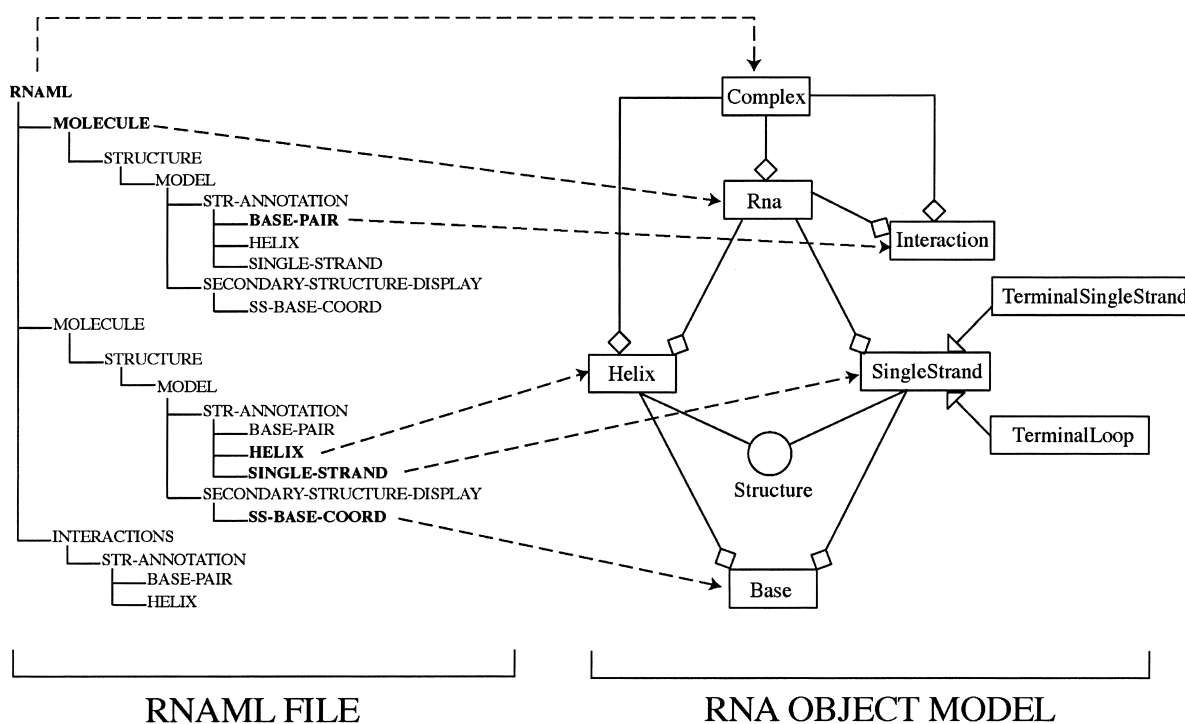 RNAML
MOLECULE
STRUCTURE
MODEL
STR-ANNOTATION
BASE-PAIR
HELIX
SINGLE-STRAND
SECONDARY-STRUCTURE-DISPLAY
SS-BASE-COORD
MOLECULE
STRUCTURE
MODEL
STR-ANNOTATION
BASE-PAIR
HELIX
SINGLE-STRAND
SECONDARY-STRUCTURE-DISPLAY
SS-BASE-COORD
INTERACTIONS
STR-ANNOTATION
BASE-PAIR
HELIX
RNAML FILE
Complex
Rna
Interaction
TerminalSingleStrand
Helix
SingleStrand
TerminalLoop
Structure
Base
RNA OBJECT MODEL